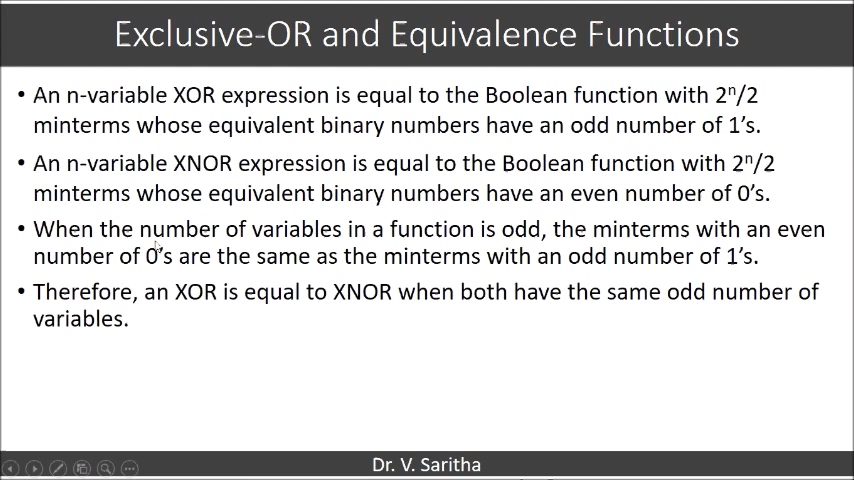 Exclusive-OR and Equivalence Functions
• An n-variable XOR expression is equal to the Boolean function with 2ⁿ/2
minterms whose equivalent binary numbers have an odd number of 1's.
• An n-variable XNOR expression is equal to the Boolean function with 2ⁿ/2
minterms whose equivalent binary numbers have an even number of 0's.
• When the number of variables in a function is odd, the minterms with an even
number of 0's are the same as the minterms with an odd number of 1's.
• Therefore, an XOR is equal to XNOR when both have the same odd number of
variables.
Dr. V. Saritha